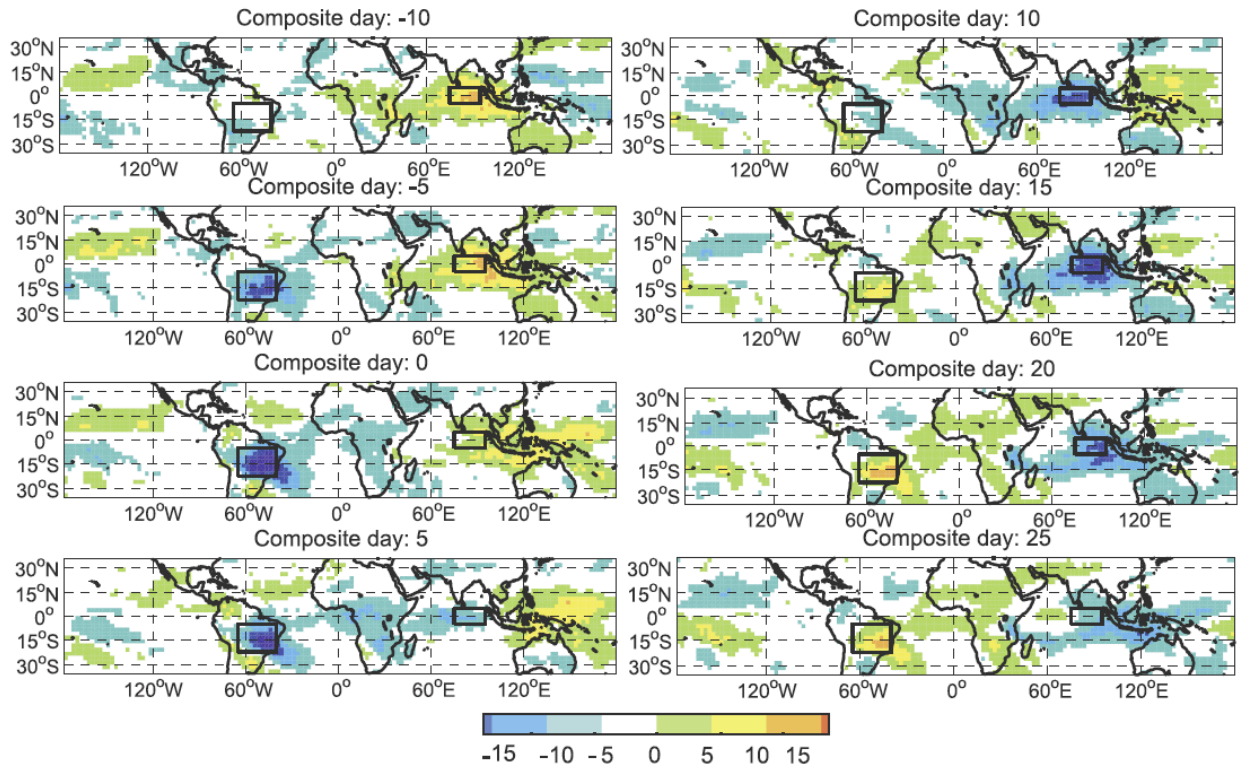 Composite day: -10
30°N
15°N
0°
15°S
30°S
120°W 60°W 0° 60°E 120°E
Composite day: -5
30°N
15°N
0°
15°S
30°S
120°W 60°W 0° 60°E 120°E
Composite day: 0
30°N
15°N
0°
15°S
30°S
120°W 60°W 0° 60°E 120°E
Composite day: 5
30°N
15°N
0°
15°S
30°S
120°W 60°W 0° 60°E 120°E
Composite day: 10
30°N
15°N
0°
15°S
30°S
120°W 60°W 0° 60°E 120°E
Composite day: 15
30°N
15°N
0°
15°S
30°S
120°W 60°W 0° 60°E 120°E
Composite day: 20
30°N
15°N
0°
15°S
30°S
120°W 60°W 0° 60°E 120°E
Composite day: 25
30°N
15°N
0°
15°S
30°S
120°W 60°W 0° 60°E 120°E
-15 -10 -5 0 5 10 15